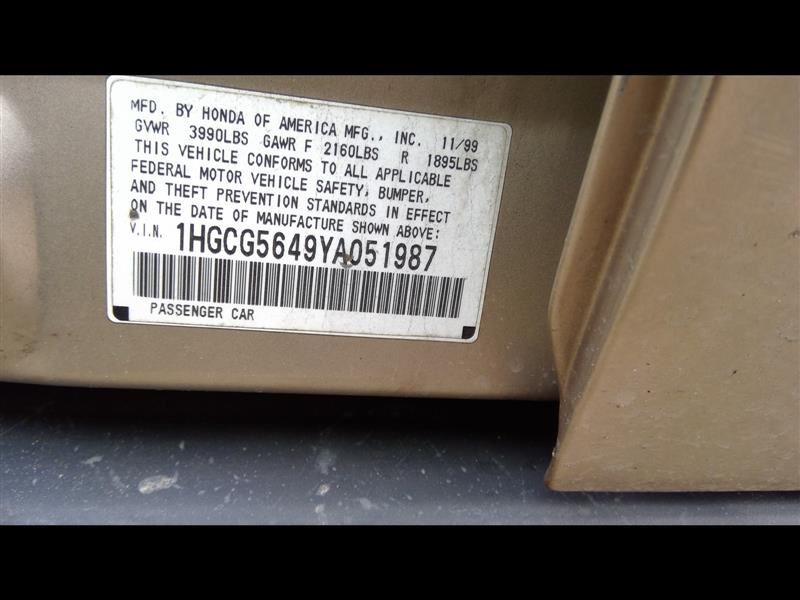 MFD. BY HONDA OF AMERICA MFG., INC. 11/99
GVWR 3990LBS GAWR F 2160LBS R 1895LBS
THIS VEHICLE CONFORMS TO ALL APPLICABLE
FEDERAL MOTOR VEHICLE SAFETY, BUMPER,
AND THEFT PREVENTION STANDARDS IN EFFECT
ON THE DATE OF MANUFACTURE SHOWN ABOVE:
V.I.N. 1HGCG5649YA051987
PASSENGER CAR